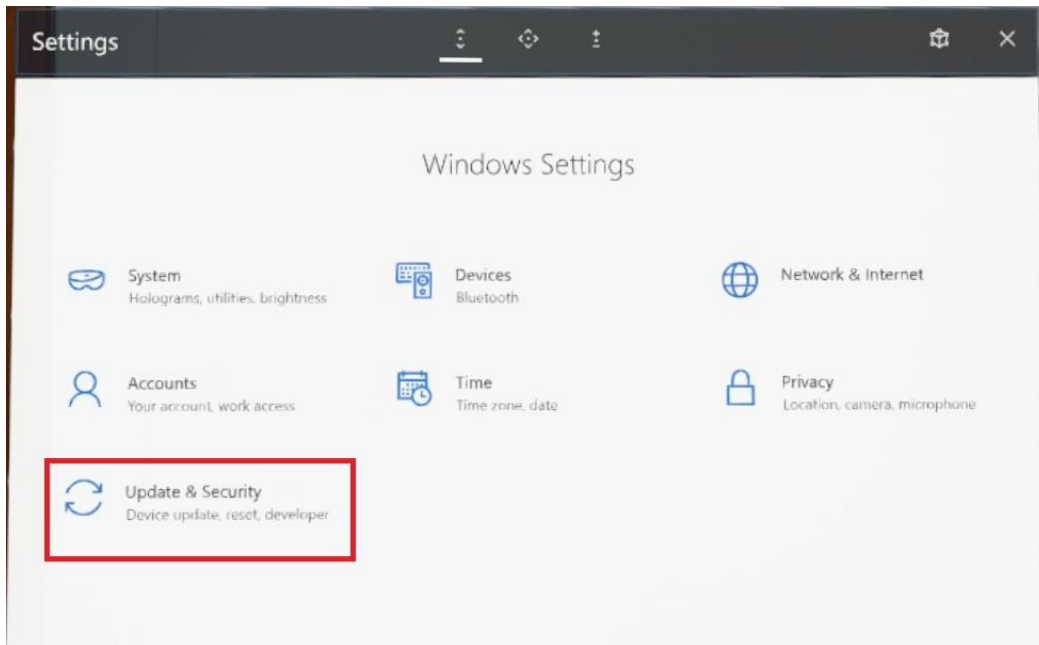 Settings
Windows Settings
System
Holograms, utilities, brightness
Devices
Bluetooth
Network & Internet
Accounts
Your account, work access
Time
Time zone, date
Privacy
Location, camera, microphone
Update & Security
Device update, reset, developer